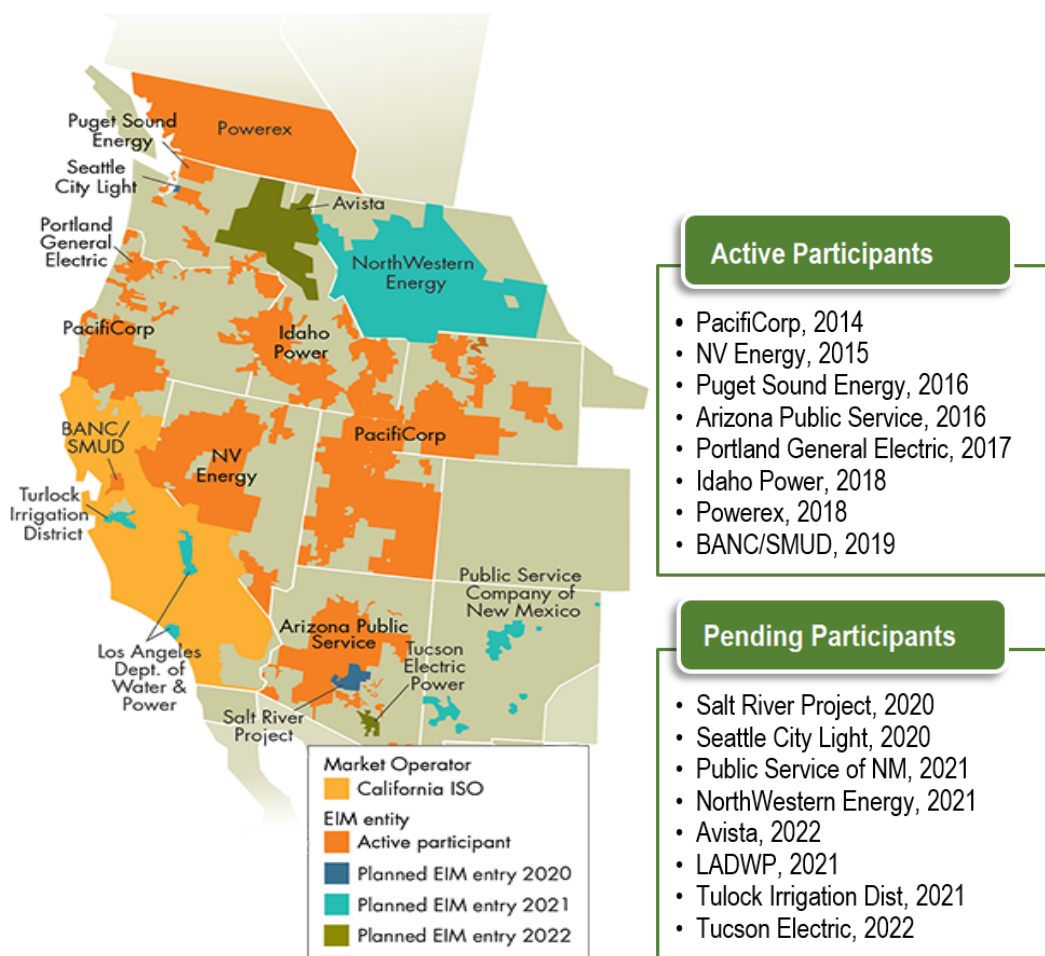 Puget Sound
Energy
Powerex
Seattle
City Light
Avista
Portland
General
Electric
NorthWestern
Energy
PacifiCorp
Idaho
Power
BANC/
SMUD
NV
Energy
PacifiCorp
Turlock
Irrigation
District
Public Service
Company of
New Mexico
Arizona Public
Service
Los Angeles
Dept. of
Water &
Power
Tucson
Electric
Power
Salt River
Project
Market Operator
California ISO
EIM entity
Active participant
Planned EIM entry 2020
Planned EIM entry 2021
Planned EIM entry 2022
Active Participants
• PacifiCorp, 2014
• NV Energy, 2015
• Puget Sound Energy, 2016
• Arizona Public Service, 2016
• Portland General Electric, 2017
• Idaho Power, 2018
• Powerex, 2018
• BANC/SMUD, 2019
Pending Participants
• Salt River Project, 2020
• Seattle City Light, 2020
• Public Service of NM, 2021
• NorthWestern Energy, 2021
• Avista, 2022
• LADWP, 2021
• Tulock Irrigation Dist, 2021
• Tucson Electric, 2022